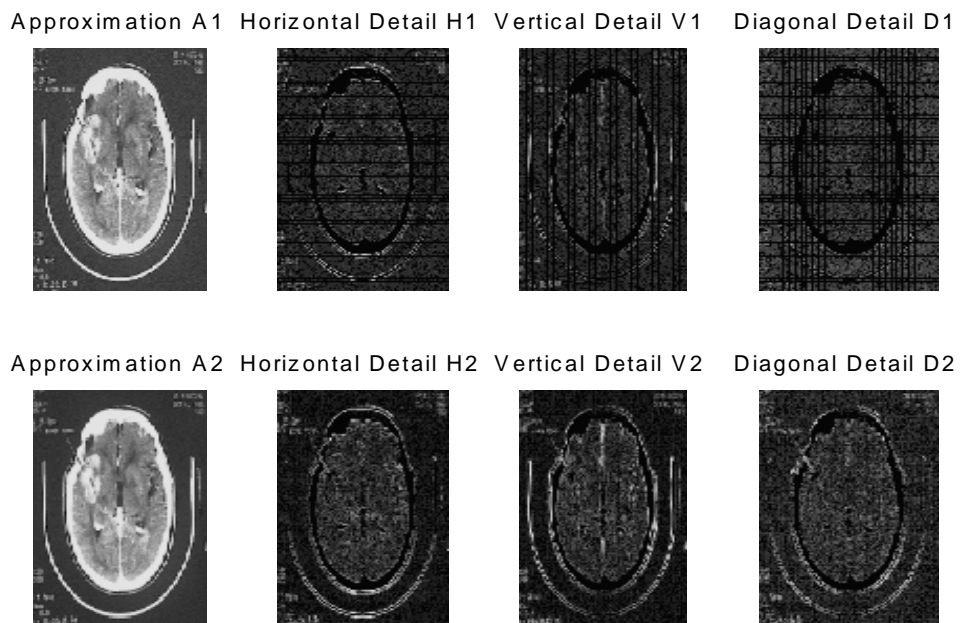 Approximation A1 Horizontal Detail H1 Vertical Detail V1 Diagonal Detail D1
Approximation A2 Horizontal Detail H2 Vertical Detail V2 Diagonal Detail D2